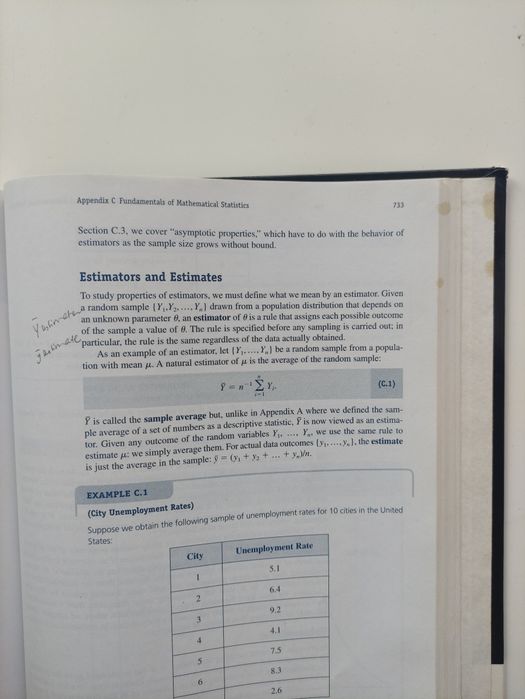 Appendix C Fundamentals of Mathematical Statistics 733
Section C.3, we cover "asymptotic properties," which have to do with the behavior of
estimators as the sample size grows without bound.
Estimators and Estimates
To study properties of estimators, we must define what we mean by an estimator. Given
a random sample {Y₁,Y₂,…, Yₙ} drawn from a population distribution that depends on
an unknown parameter θ, an estimator of θ is a rule that assigns each possible outcome
of the sample a value of θ. The rule is specified before any sampling is carried out; in
particular, the rule is the same regardless of the data actually obtained.
Ȳ estimator
ȳ estimate
As an example of an estimator, let {Y₁,…, Yₙ} be a random sample from a popula-
tion with mean μ. A natural estimator of μ is the average of the random sample:
Ȳ = n⁻¹ ∑ⁿᵢ₌₁ Yᵢ. (C.1)
Ȳ is called the sample average but, unlike in Appendix A where we defined the sam-
ple average of a set of numbers as a descriptive statistic, Ȳ is now viewed as an estima-
tor. Given any outcome of the random variables Y₁, …, Yₙ, we use the same rule to
estimate μ: we simply average them. For actual data outcomes {y₁,…, yₙ}, the estimate
is just the average in the sample: ȳ = (y₁ + y₂ + … + yₙ)/n.
EXAMPLE C.1
(City Unemployment Rates)
Suppose we obtain the following sample of unemployment rates for 10 cities in the United
States:
City Unemployment Rate
1 5.1
2 6.4
3 9.2
4 4.1
5 7.5
6 8.3
2.6